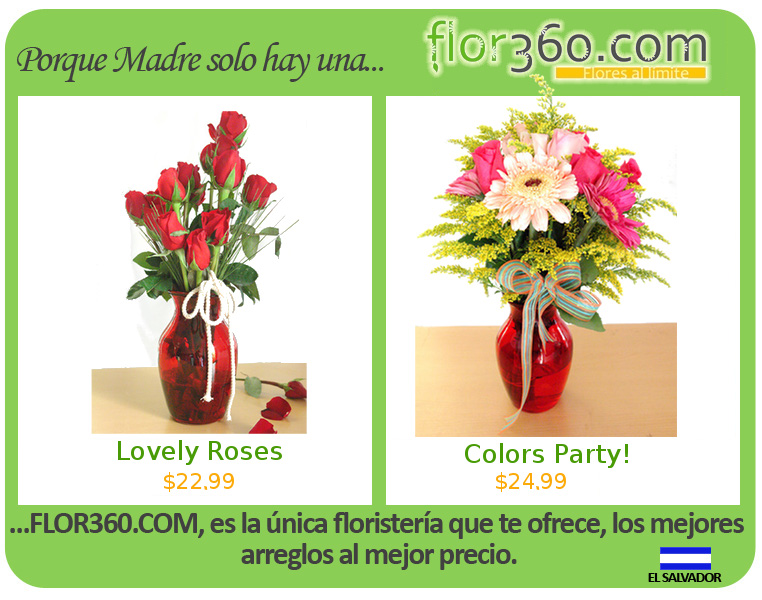 Porque Madre solo hay una...
flor360.com
Flores al límite
Lovely Roses
$22.99
Colors Party!
$24.99
...FLOR360.COM, es la única floristería que te ofrece, los mejores
arreglos al mejor precio.
EL SALVADOR